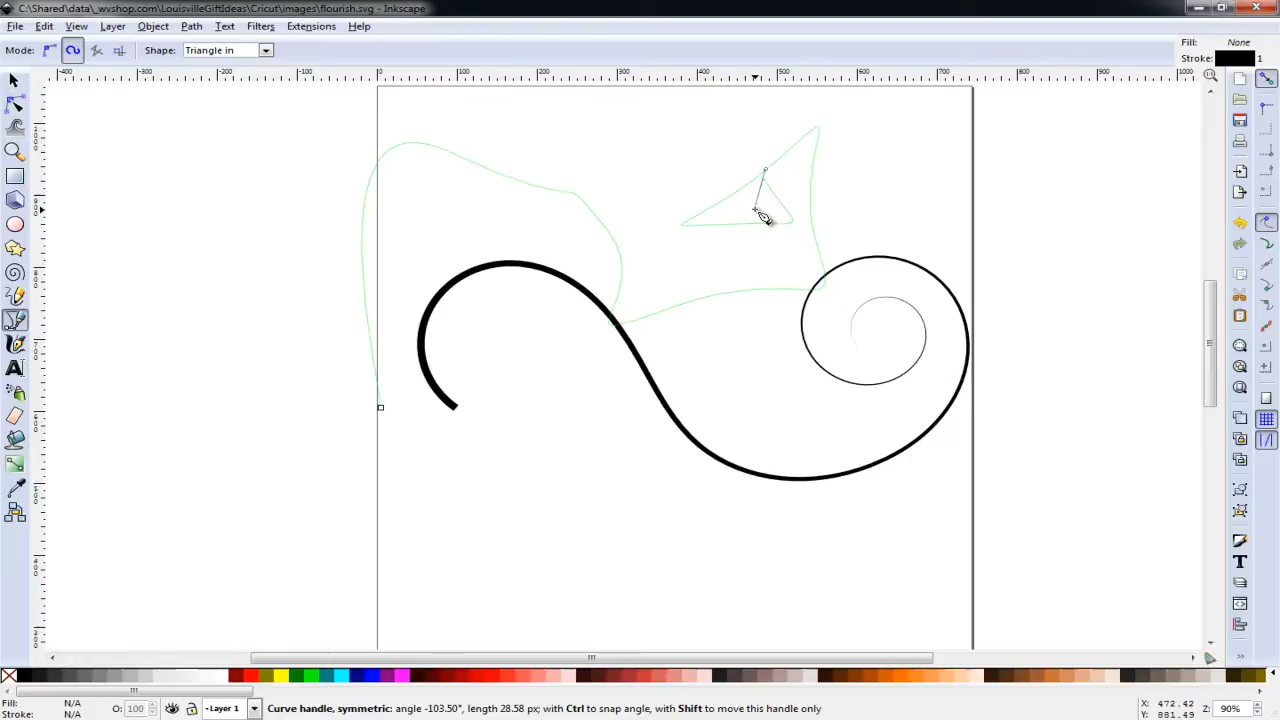 C:\Shared\data\_wvshop.com\LouisvilleGiftIdeas\Cricut\images\flourish.svg - Inkscape
File Edit View Layer Object Path Text Filters Extensions Help
Mode: Shape: Triangle in
Fill: None
Stroke: 1
-400 -300 -200 -100 0 100 200 300 400 500 600 700 800 900 1000
Fill: N/A
Stroke: N/A
O: 100
Layer 1
Curve handle, symmetric: angle -103.50°, length 28.58 px; with Ctrl to snap angle, with Shift to move this handle only
X: 472.42
Y: 881.49
Z: 90%